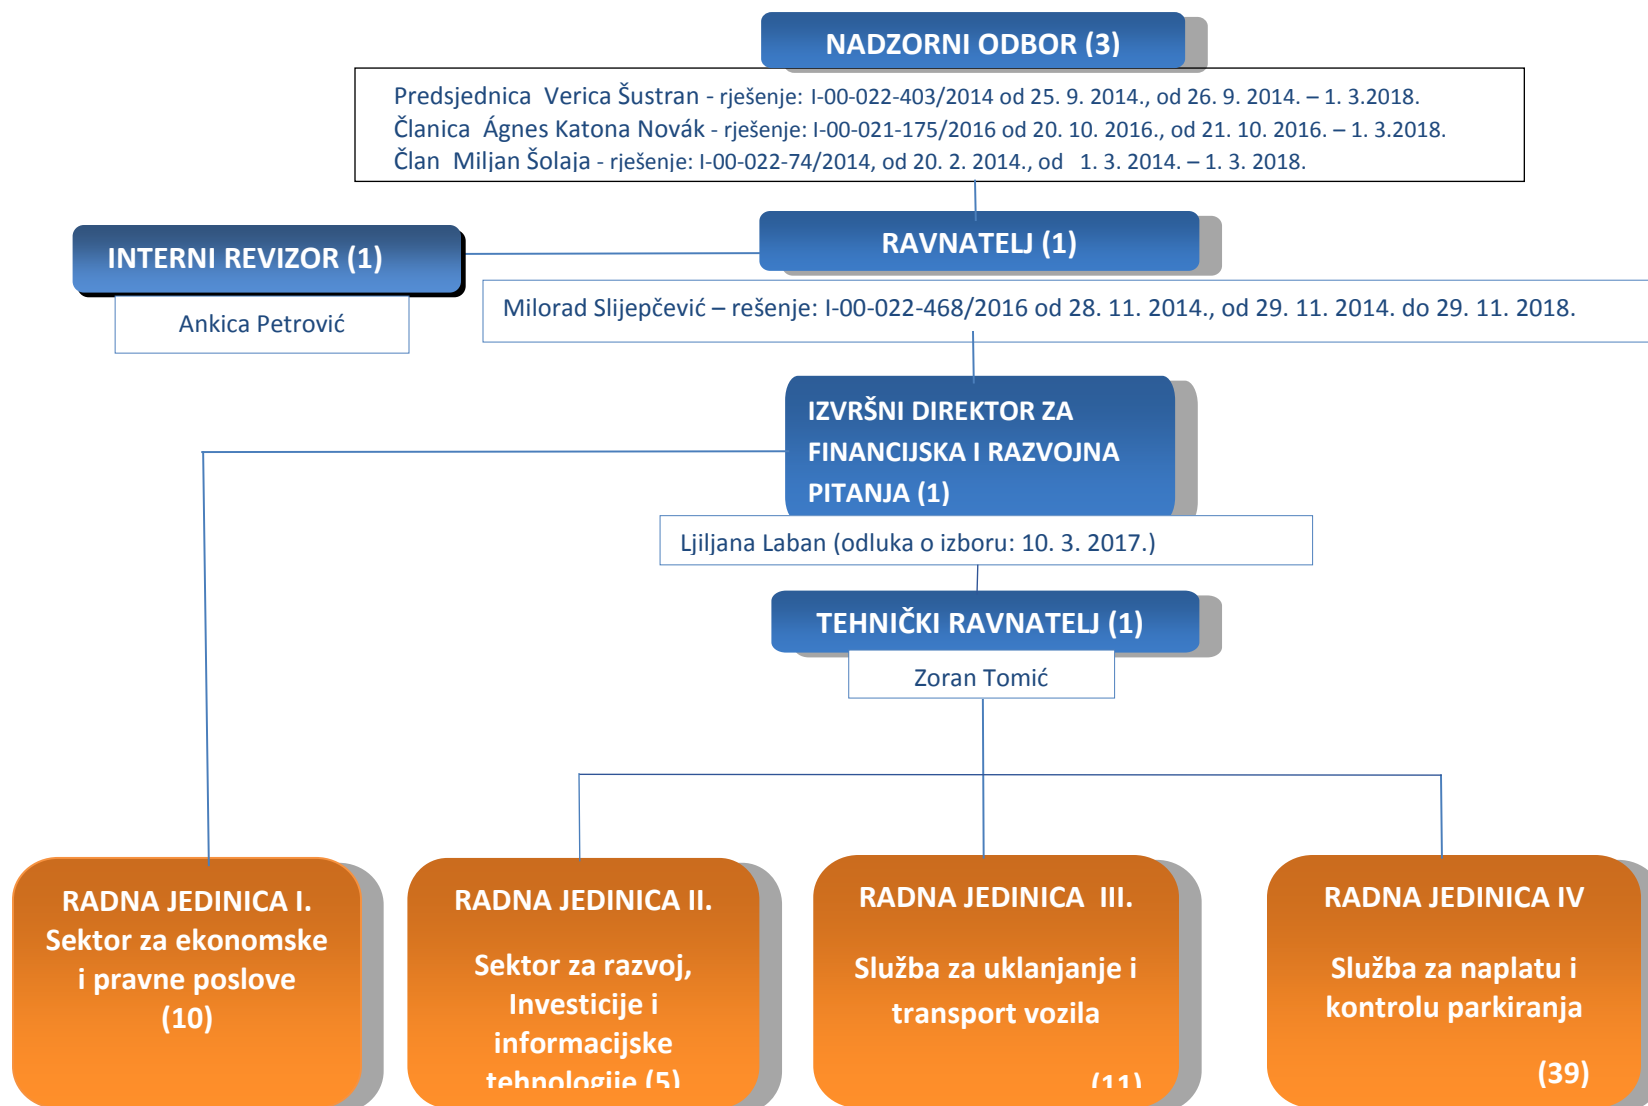 NADZORNI ODBOR (3)
Predsjednica Verica Šustran - rješenje: I-00-022-403/2014 od 25. 9. 2014., od 26. 9. 2014. – 1. 3.2018.
Članica Ágnes Katona Novák - rješenje: I-00-021-175/2016 od 20. 10. 2016., od 21. 10. 2016. – 1. 3.2018.
Član Miljan Šolaja - rješenje: I-00-022-74/2014, od 20. 2. 2014., od 1. 3. 2014. – 1. 3. 2018.
RAVNATELJ (1)
INTERNI REVIZOR (1)
Milorad Slijepčević – rešenje: I-00-022-468/2016 od 28. 11. 2014., od 29. 11. 2014. do 29. 11. 2018.
Ankica Petrović
IZVRŠNI DIREKTOR ZA
FINANCIJSKA I RAZVOJNA
PITANJA (1)
Ljiljana Laban (odluka o izboru: 10. 3. 2017.)
TEHNIČKI RAVNATELJ (1)
Zoran Tomić
RADNA JEDINICA I.
Sektor za ekonomske
i pravne poslove
(10)
RADNA JEDINICA II.
Sektor za razvoj,
Investicije i
informacijske
tehnologije (5)
RADNA JEDINICA III.
Služba za uklanjanje i
transport vozila
(11)
RADNA JEDINICA IV
Služba za naplatu i
kontrolu parkiranja
(39)